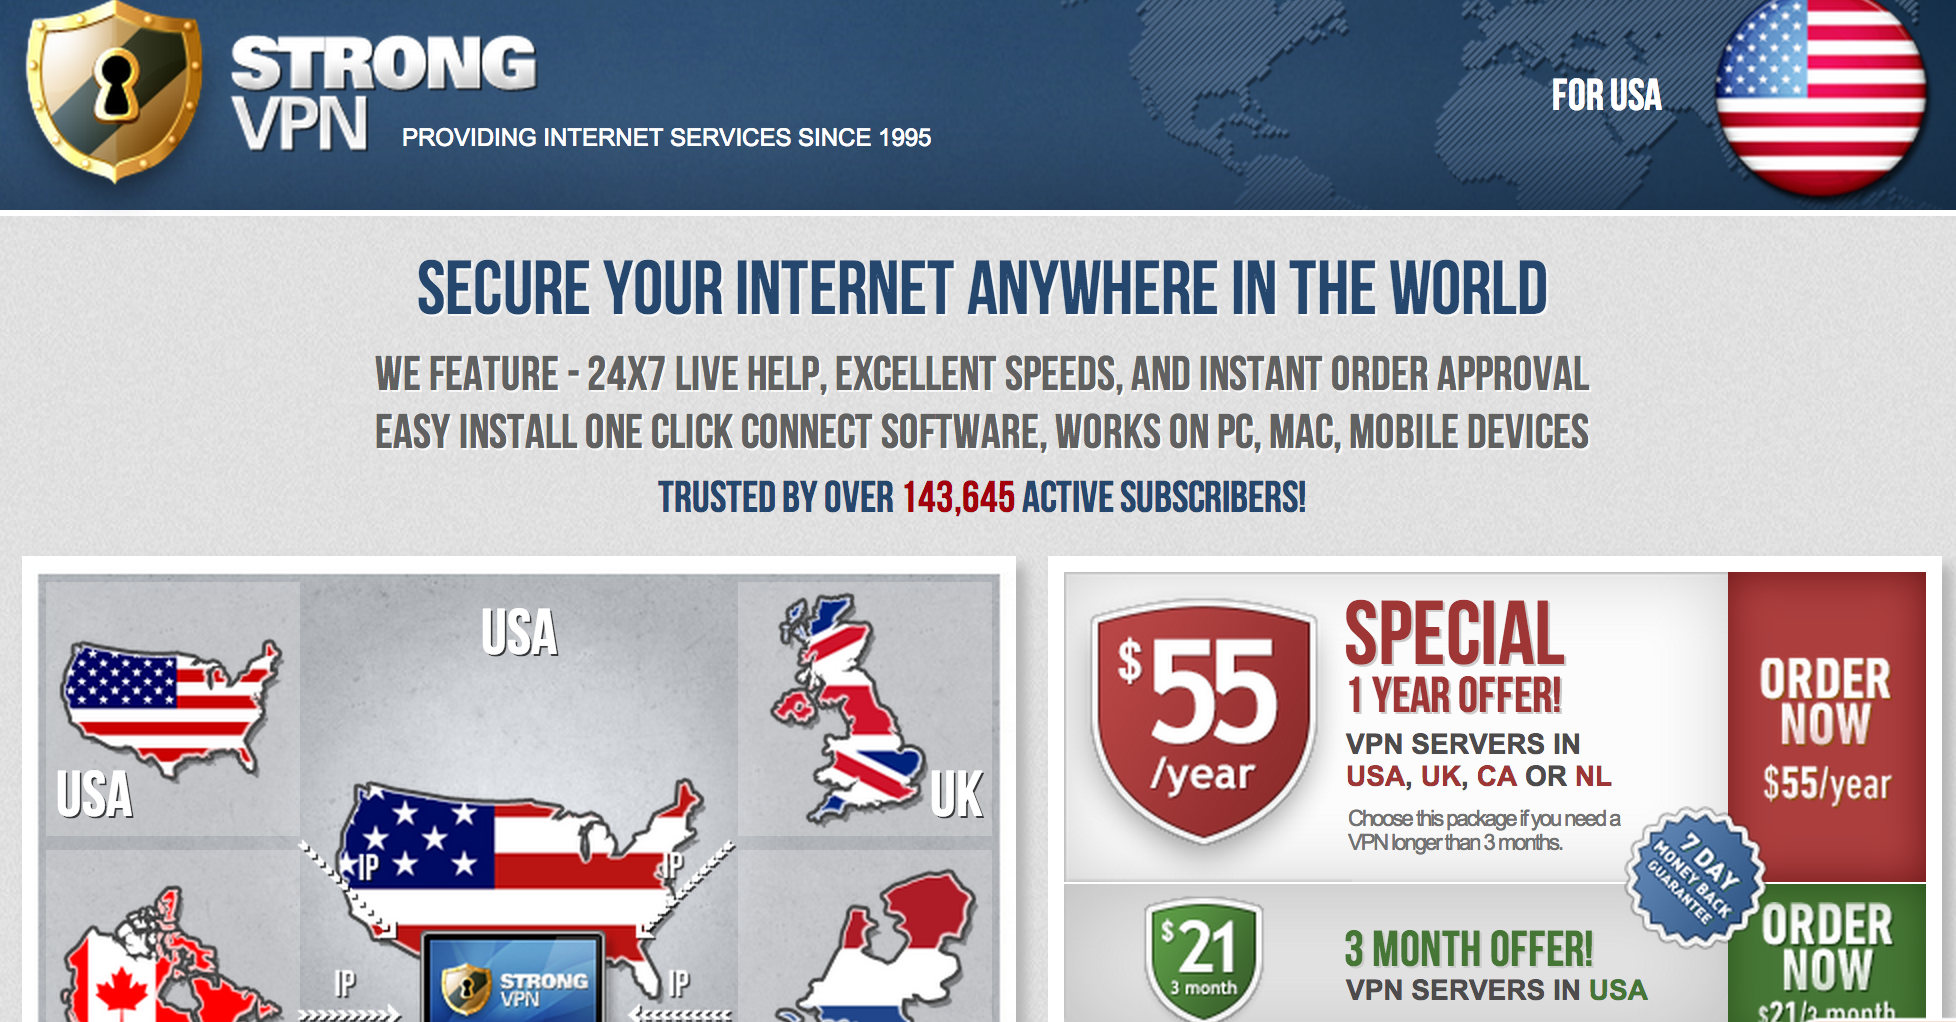 STRONG
VPN
PROVIDING INTERNET SERVICES SINCE 1995
FOR USA
SECURE YOUR INTERNET ANYWHERE IN THE WORLD
WE FEATURE - 24X7 LIVE HELP, EXCELLENT SPEEDS, AND INSTANT ORDER APPROVAL
EASY INSTALL ONE CLICK CONNECT SOFTWARE, WORKS ON PC, MAC, MOBILE DEVICES
TRUSTED BY OVER 143,645 ACTIVE SUBSCRIBERS!
USA
USA
UK
IP
IP
IP
IP
STRONG
VPN
$55
/year
SPECIAL
1 YEAR OFFER!
VPN SERVERS IN
USA, UK, CA OR NL
Choose this package if you need a
VPN longer than 3 months.
ORDER
NOW
$55/year
7 DAY
MONEY BACK
GUARANTEE
$21
3 month
3 MONTH OFFER!
VPN SERVERS IN USA
ORDER
NOW
$21/3 month